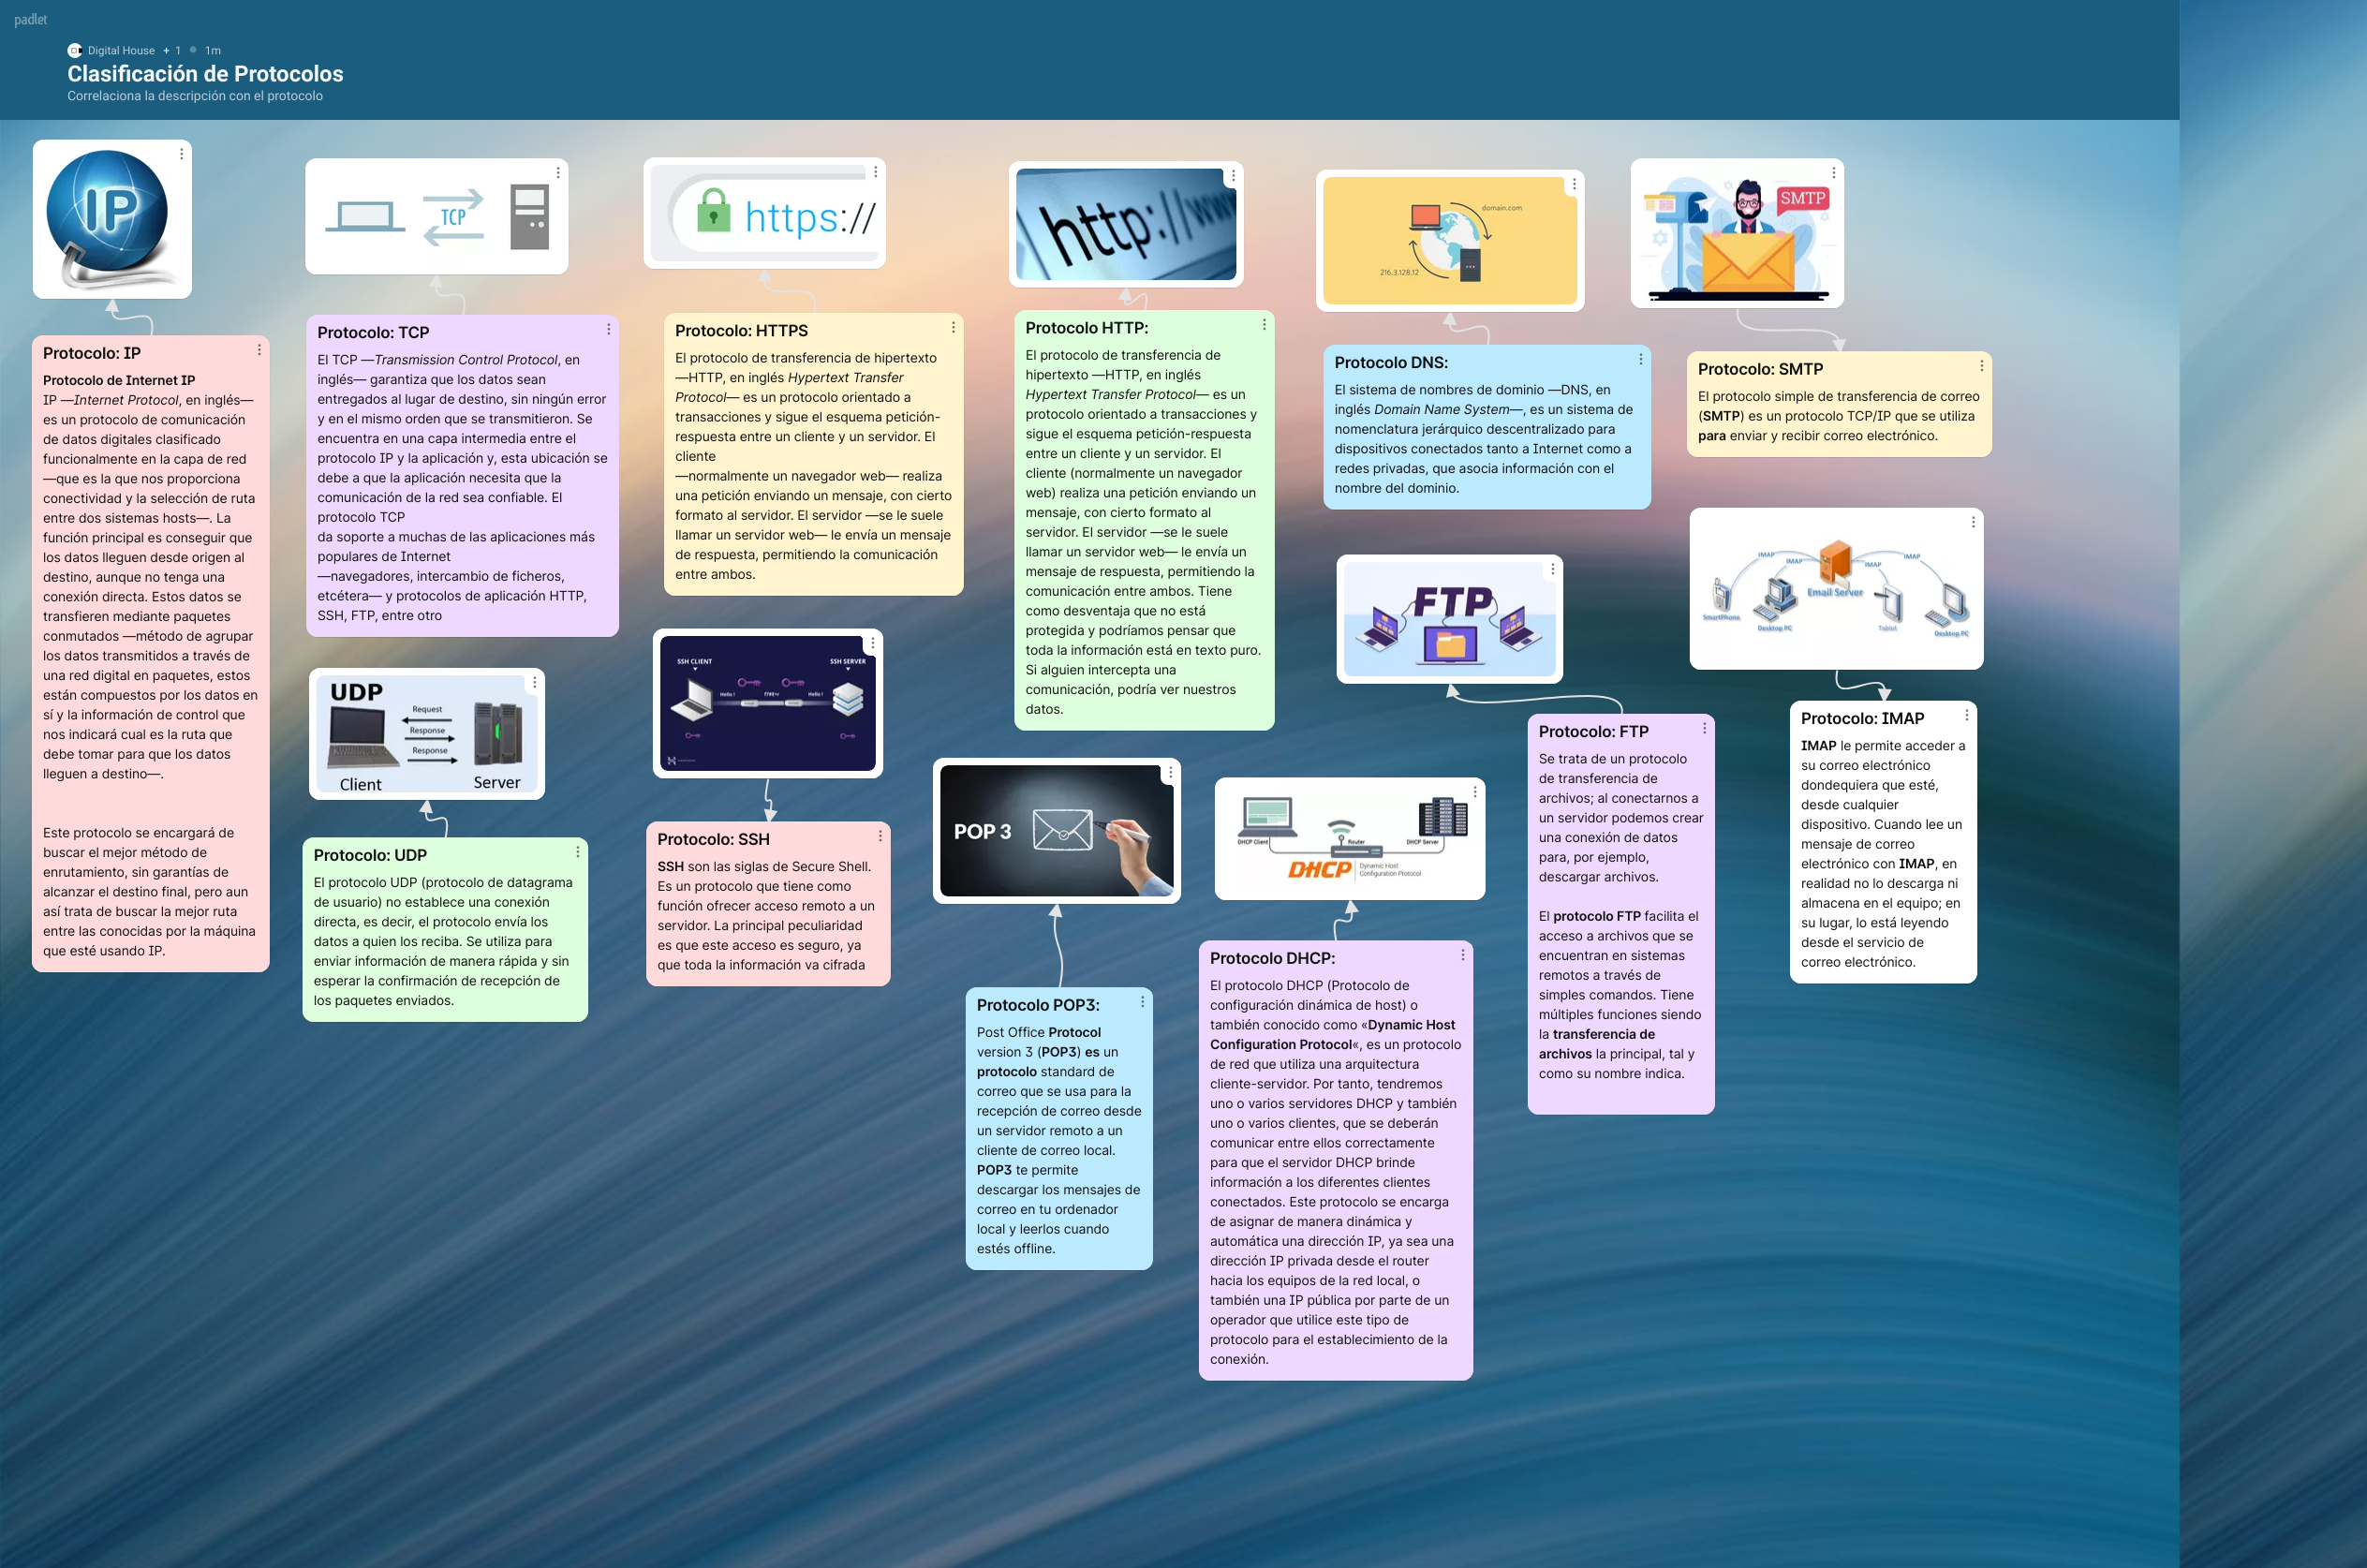 padlet
Digital House + 1 1m
Clasificación de Protocolos
Correlaciona la descripción con el protocolo
IP
Protocolo: IP
Protocolo de Internet IP
IP —Internet Protocol, en inglés—
es un protocolo de comunicación
de datos digitales clasificado
funcionalmente en la capa de red
—que es la que nos proporciona
conectividad y la selección de ruta
entre dos sistemas hosts—. La
función principal es conseguir que
los datos lleguen desde origen al
destino, aunque no tenga una
conexión directa. Estos datos se
transfieren mediante paquetes
conmutados —método de agrupar
los datos transmitidos a través de
una red digital en paquetes, estos
están compuestos por los datos en
sí y la información de control que
nos indicará cual es la ruta que
debe tomar para que los datos
lleguen a destino—.
Este protocolo se encargará de
buscar el mejor método de
enrutamiento, sin garantías de
alcanzar el destino final, pero aun
así trata de buscar la mejor ruta
entre las conocidas por la máquina
que esté usando IP.
TCP
Protocolo: TCP
El TCP —Transmission Control Protocol, en
inglés— garantiza que los datos sean
entregados al lugar de destino, sin ningún error
y en el mismo orden que se transmitieron. Se
encuentra en una capa intermedia entre el
protocolo IP y la aplicación y, esta ubicación se
debe a que la aplicación necesita que la
comunicación de la red sea confiable. El
protocolo TCP
da soporte a muchas de las aplicaciones más
populares de Internet
—navegadores, intercambio de ficheros,
etcétera— y protocolos de aplicación HTTP,
SSH, FTP, entre otro
UDP
Request
Response
Response
Client
Server
Protocolo: UDP
El protocolo UDP (protocolo de datagrama
de usuario) no establece una conexión
directa, es decir, el protocolo envía los
datos a quien los reciba. Se utiliza para
enviar información de manera rápida y sin
esperar la confirmación de recepción de
los paquetes enviados.
https://
Protocolo: HTTPS
El protocolo de transferencia de hipertexto
—HTTP, en inglés Hypertext Transfer
Protocol— es un protocolo orientado a
transacciones y sigue el esquema petición-
respuesta entre un cliente y un servidor. El
cliente
—normalmente un navegador web— realiza
una petición enviando un mensaje, con cierto
formato al servidor. El servidor —se le suele
llamar un servidor web— le envía un mensaje
de respuesta, permitiendo la comunicación
entre ambos.
SSH CLIENT
SSH SERVER
Hello !
Hello !
Protocolo: SSH
SSH son las siglas de Secure Shell.
Es un protocolo que tiene como
función ofrecer acceso remoto a un
servidor. La principal peculiaridad
es que este acceso es seguro, ya
que toda la información va cifrada
http://www
Protocolo HTTP:
El protocolo de transferencia de
hipertexto —HTTP, en inglés
Hypertext Transfer Protocol— es un
protocolo orientado a transacciones y
sigue el esquema petición-respuesta
entre un cliente y un servidor. El
cliente (normalmente un navegador
web) realiza una petición enviando un
mensaje, con cierto formato al
servidor. El servidor —se le suele
llamar un servidor web— le envía un
mensaje de respuesta, permitiendo la
comunicación entre ambos. Tiene
como desventaja que no está
protegida y podríamos pensar que
toda la información está en texto puro.
Si alguien intercepta una
comunicación, podría ver nuestros
datos.
POP 3
Protocolo POP3:
Post Office Protocol
version 3 (POP3) es un
protocolo standard de
correo que se usa para la
recepción de correo desde
un servidor remoto a un
cliente de correo local.
POP3 te permite
descargar los mensajes de
correo en tu ordenador
local y leerlos cuando
estés offline.
domain.com
216.3.128.12
Protocolo DNS:
El sistema de nombres de dominio —DNS, en
inglés Domain Name System—, es un sistema de
nomenclatura jerárquico descentralizado para
dispositivos conectados tanto a Internet como a
redes privadas, que asocia información con el
nombre del dominio.
DHCP Client
Router
DHCP Server
DHCP
Dynamic Host
Configuration Protocol
Protocolo DHCP:
El protocolo DHCP (Protocolo de
configuración dinámica de host) o
también conocido como «Dynamic Host
Configuration Protocol«, es un protocolo
de red que utiliza una arquitectura
cliente-servidor. Por tanto, tendremos
uno o varios servidores DHCP y también
uno o varios clientes, que se deberán
comunicar entre ellos correctamente
para que el servidor DHCP brinde
información a los diferentes clientes
conectados. Este protocolo se encarga
de asignar de manera dinámica y
automática una dirección IP, ya sea una
dirección IP privada desde el router
hacia los equipos de la red local, o
también una IP pública por parte de un
operador que utilice este tipo de
protocolo para el establecimiento de la
conexión.
FTP
Protocolo: FTP
Se trata de un protocolo
de transferencia de
archivos; al conectarnos a
un servidor podemos crear
una conexión de datos
para, por ejemplo,
descargar archivos.
El protocolo FTP facilita el
acceso a archivos que se
encuentran en sistemas
remotos a través de
simples comandos. Tiene
múltiples funciones siendo
la transferencia de
archivos la principal, tal y
como su nombre indica.
SMTP
Protocolo: SMTP
El protocolo simple de transferencia de correo
(SMTP) es un protocolo TCP/IP que se utiliza
para enviar y recibir correo electrónico.
IMAP
IMAP
IMAP
IMAP
Email Server
SmartPhone
Desktop PC
Tablet
Desktop PC
Protocolo: IMAP
IMAP le permite acceder a
su correo electrónico
dondequiera que esté,
desde cualquier
dispositivo. Cuando lee un
mensaje de correo
electrónico con IMAP, en
realidad no lo descarga ni
almacena en el equipo; en
su lugar, lo está leyendo
desde el servicio de
correo electrónico.